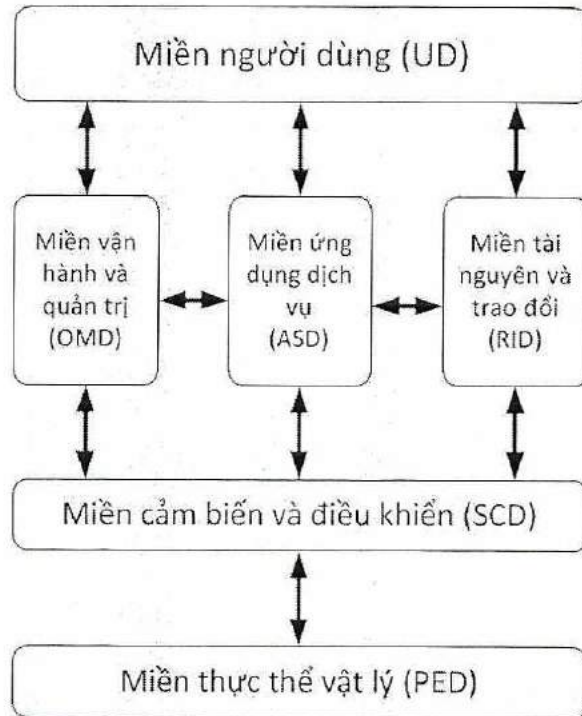 Miền người dùng (UD)
Miền vận
hành và
quản trị
(OMD)
Miền ứng
dụng dịch
vụ
(ASD)
Miền tài
nguyên và
trao đổi
(RID)
Miền cảm biến và điều khiển (SCD)
Miền thực thể vật lý (PED)